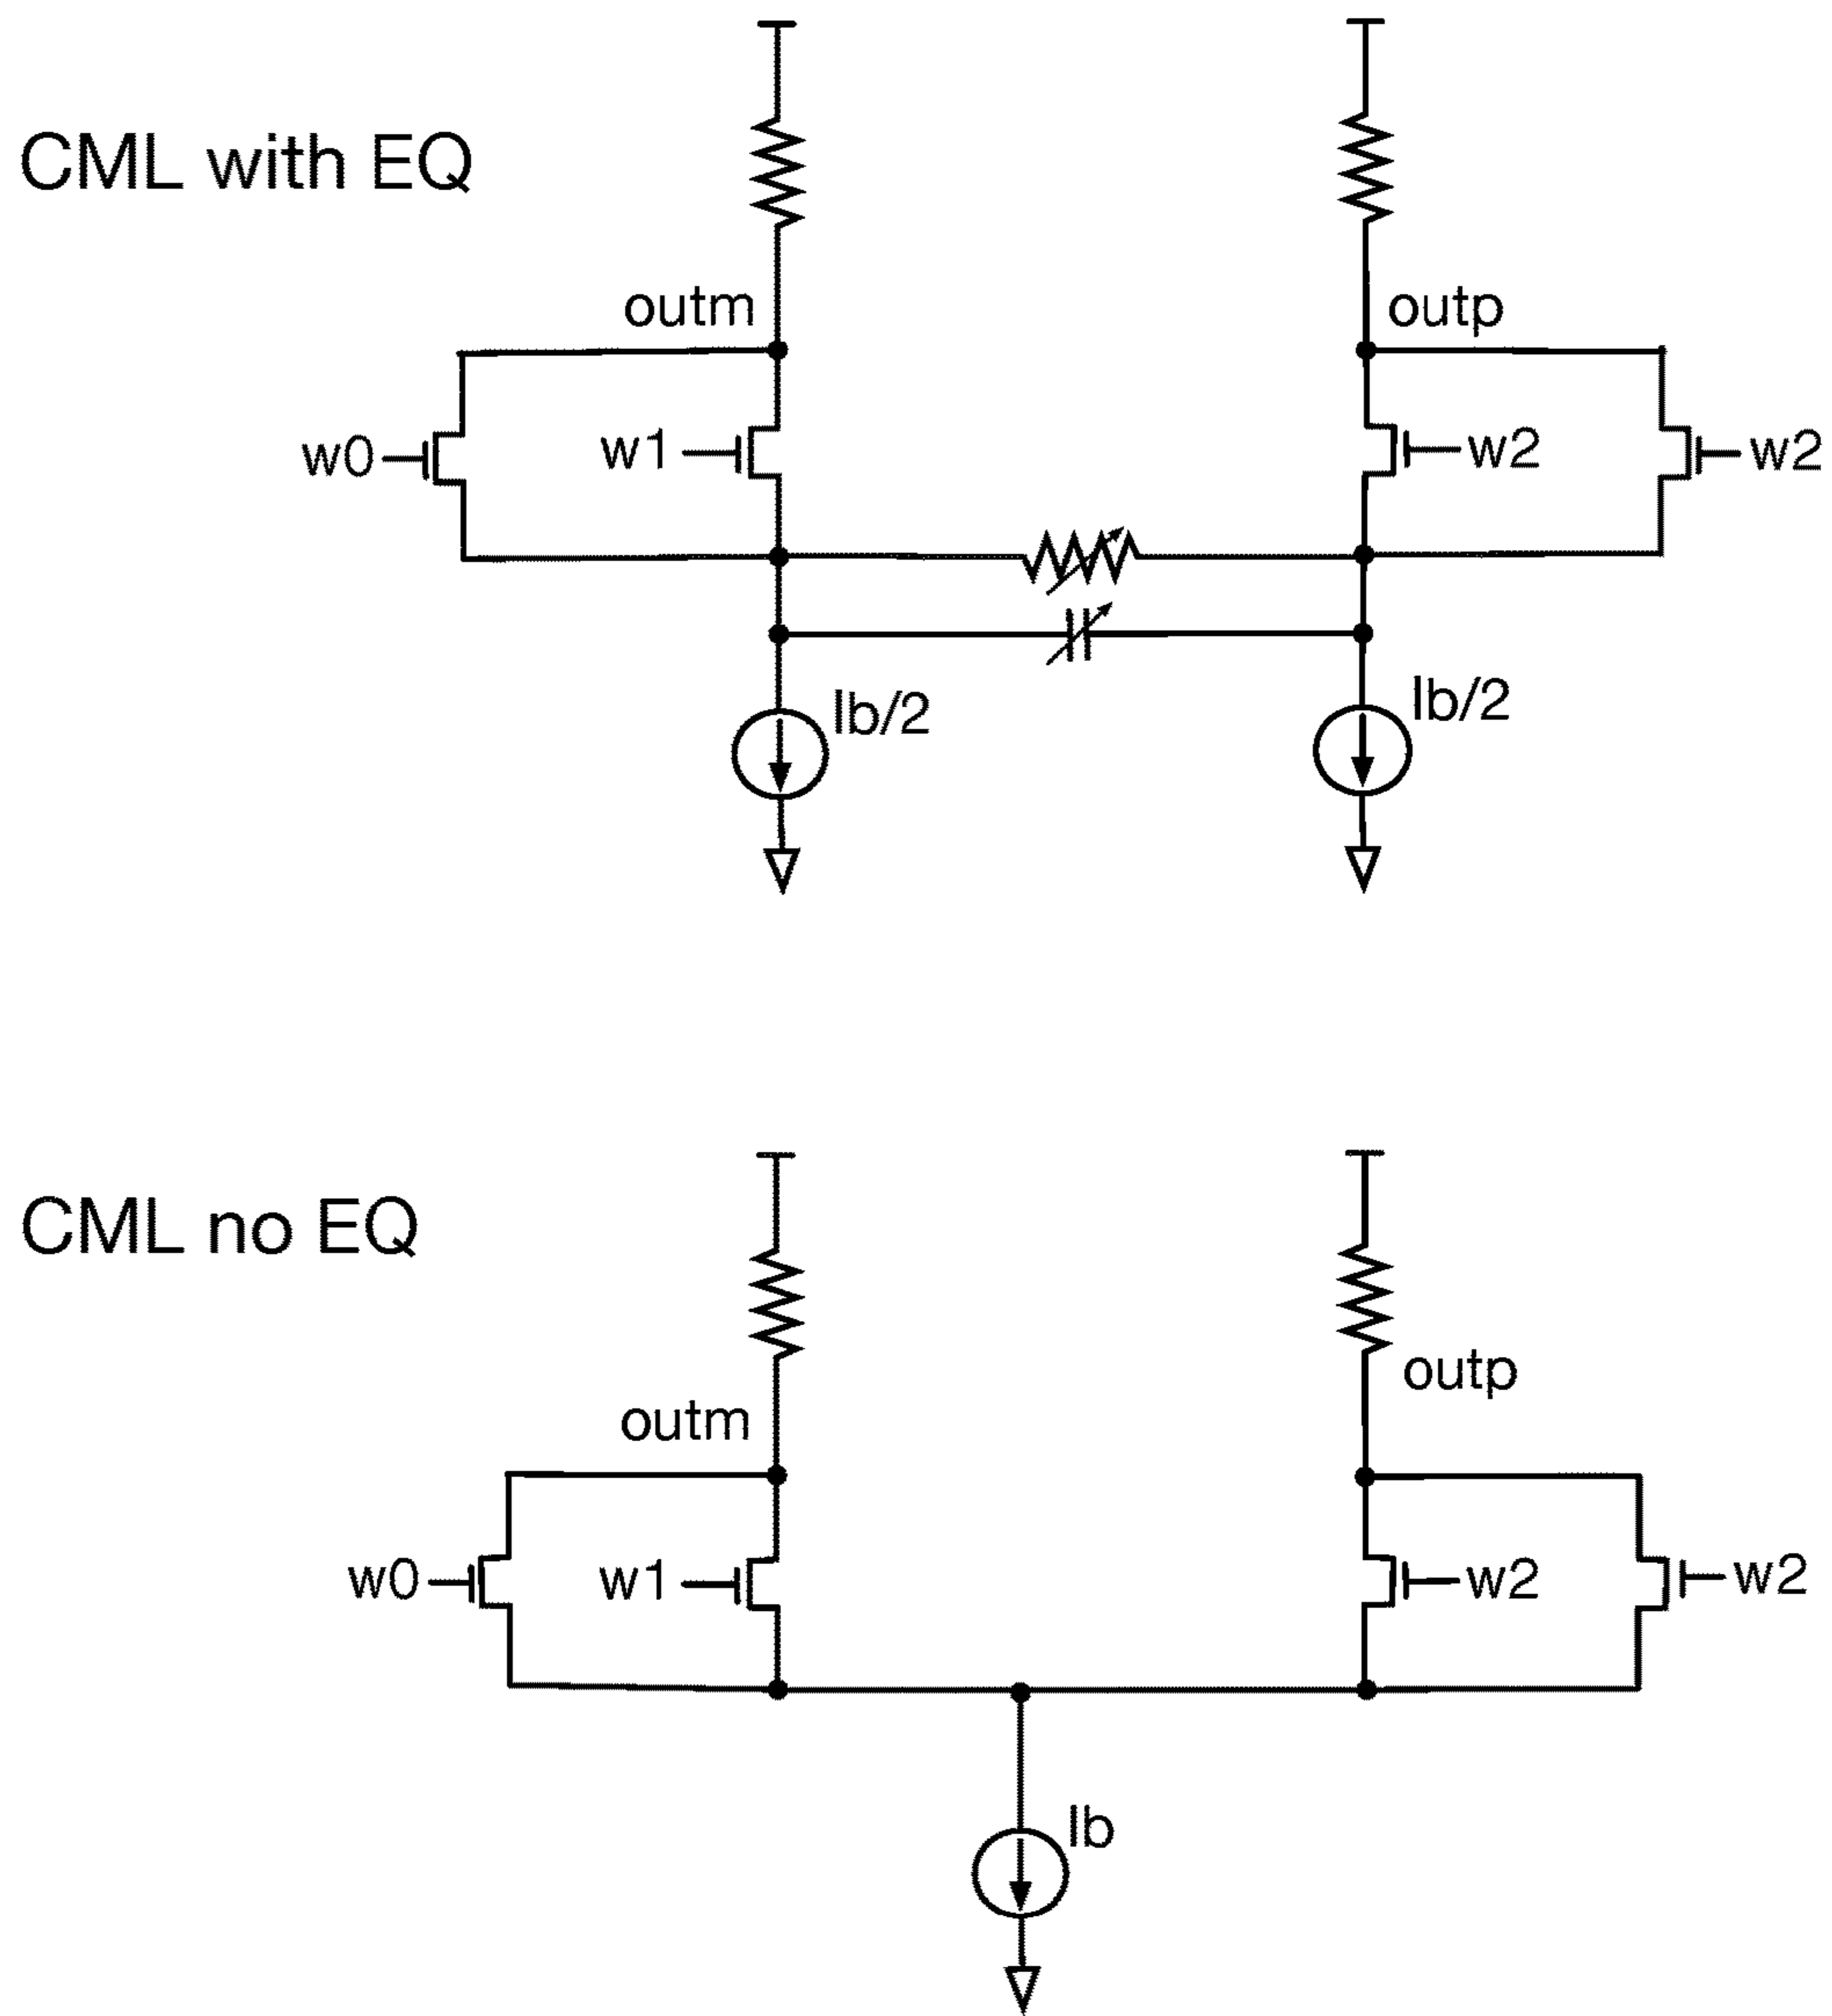 CML with EQ
outm
outp
w0
w1
w2
w2
Ib/2
Ib/2
CML no EQ
outp
outm
w0
w1
w2
w2
Ib